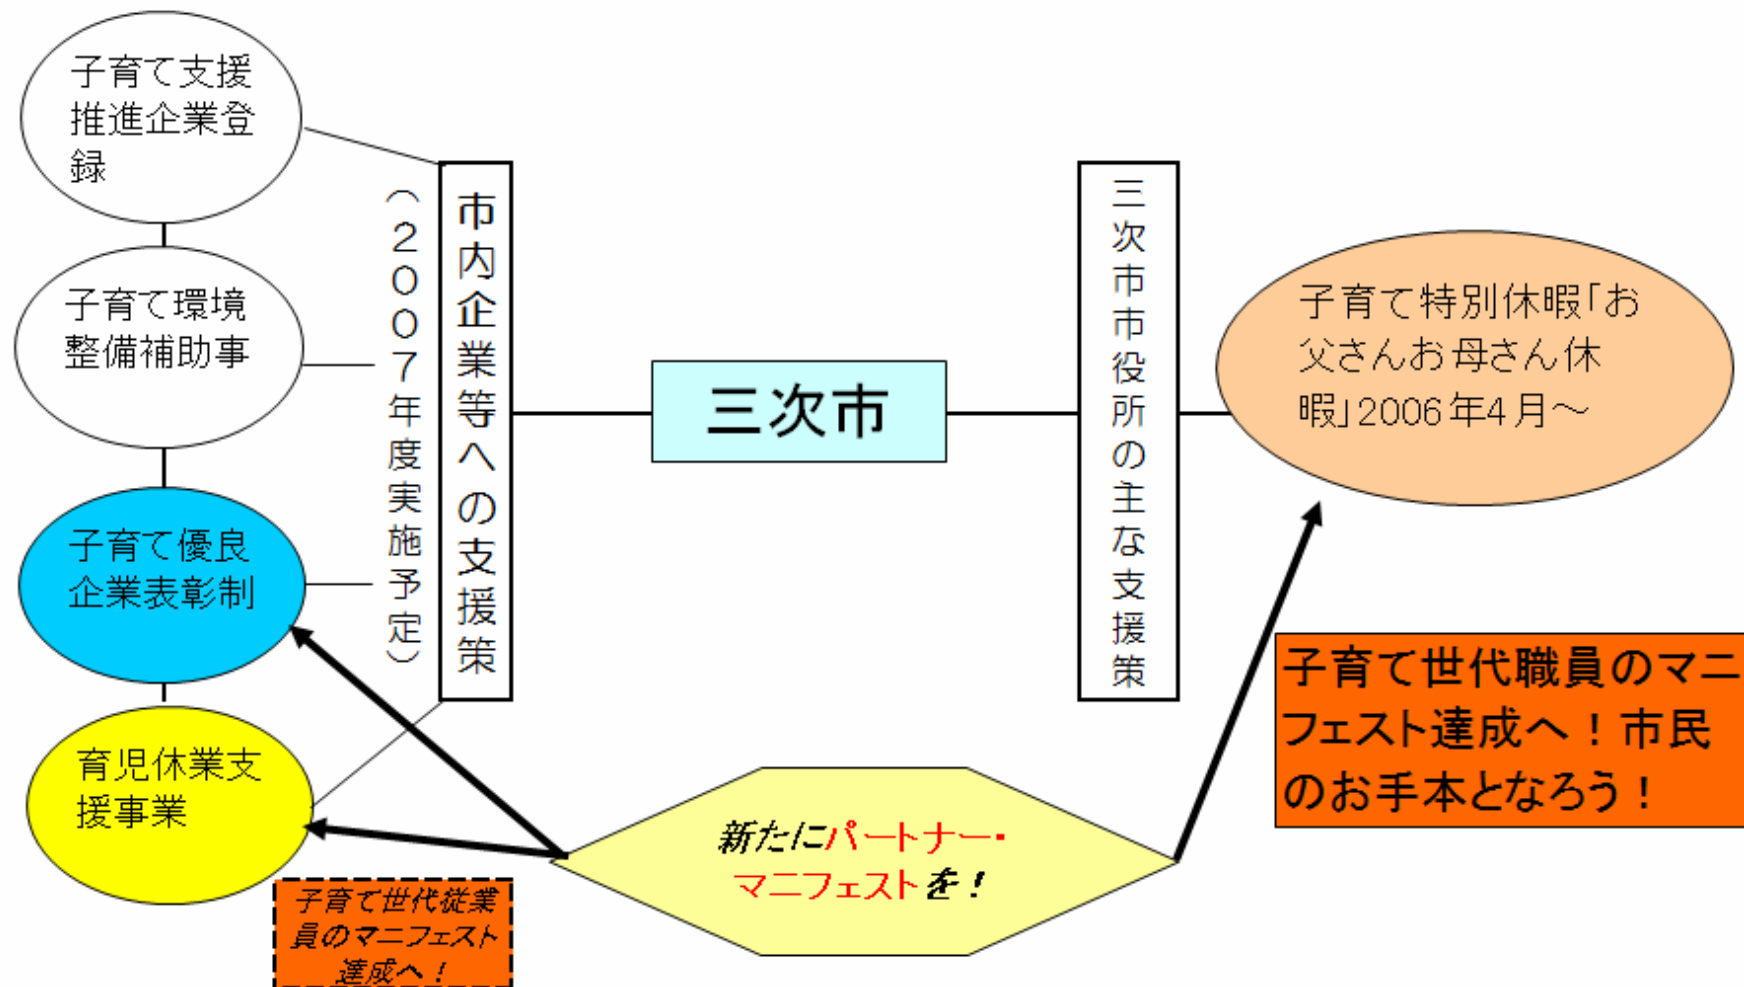 子育て支援
推進企業登
録
子育て環境
整備補助事
子育て優良
企業表彰制
育児休業支
援事業
市内企業等への支援策
（２００７年度実施予定）
三次市
三次市市役所の主な支援策
子育て特別休暇「お
父さんお母さん休
暇」2006年4月～
子育て世代職員のマニ
フェスト達成へ！市民
のお手本となろう！
新たにパートナー・
マニフェストを！
子育て世代従業
員のマニフェスト
達成へ！